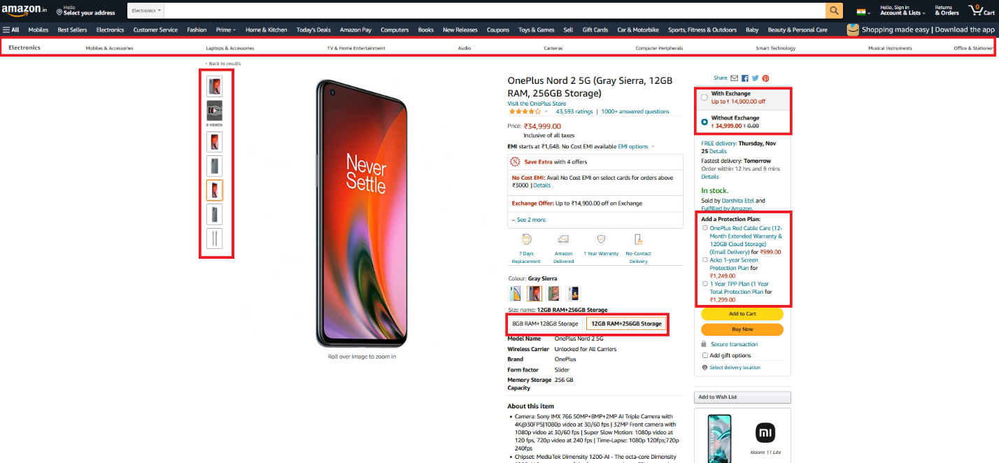 amazon.in
Hello
Select your address
Electronics
Hello, Sign in
Account & Lists
Returns
& Orders
0
Cart
All Mobiles Best Sellers Electronics Customer Service Fashion Prime Home & Kitchen Today's Deals Amazon Pay Computers Books New Releases Coupons Toys & Games Sell Gift Cards Car & Motorbike Sports, Fitness & Outdoors Baby Beauty & Personal Care Shopping made easy | Download the app
Electronics Mobiles & Accessories Laptops & Accessories TV & Home Entertainment Audio Cameras Computer Peripherals Smart Technology Musical Instruments Office & Stationery
‹ Back to results
6 VIDEOS
Never
Settle
Roll over image to zoom in
OnePlus Nord 2 5G (Gray Sierra, 12GB
RAM, 256GB Storage)
Visit the OnePlus Store
43,593 ratings | 1000+ answered questions
Price: ₹34,999.00
Inclusive of all taxes
EMI starts at ₹1,648. No Cost EMI available EMI options
Save Extra with 4 offers
No Cost EMI: Avail No Cost EMI on select cards for orders above
₹3000 | Details
Exchange Offer: Up to ₹14,900.00 off on Exchange
See 2 more
7 Days
Replacement
Amazon
Delivered
1 Year Warranty
No-Contact
Delivery
Colour: Gray Sierra
Size name: 12GB RAM+256GB Storage
8GB RAM+128GB Storage 12GB RAM+256GB Storage
Model Name OnePlus Nord 2 5G
Wireless Carrier Unlocked for All Carriers
Brand OnePlus
Form factor Slider
Memory Storage 256 GB
Capacity
About this item
• Camera: Sony IMX 766 50MP+8MP+2MP AI Triple Camera with
4K@30FPS|1080p video at 30/60 fps | 32MP Front camera with
1080p video at 30/60 fps | Super Slow Motion: 1080p video at
120 fps, 720p video at 240 fps | Time-Lapse: 1080p 120fps;720p
240fps
• Chipset: MediaTek Dimensity 1200-AI - The octa-core Dimensity
Share
With Exchange
Up to ₹ 14,900.00 off
Without Exchange
₹ 34,999.00 ₹ 0.00
FREE delivery: Thursday, Nov
25 Details
Fastest delivery: Tomorrow
Order within 12 hrs and 9 mins
Details
In stock.
Sold by Darshita Etel and
Fulfilled by Amazon.
Add a Protection Plan:
OnePlus Red Cable Care (12-
Month Extended Warranty &
120GB Cloud Storage)
(Email Delivery) for ₹999.00
Acko 1-year Screen
Protection Plan for
₹1,249.00
1 Year TPP Plan (1 Year
Total Protection Plan for
₹1,299.00
Add to Cart
Buy Now
Secure transaction
Add gift options
Select delivery location
Add to Wish List
mi
Xiaomi 11 Lite